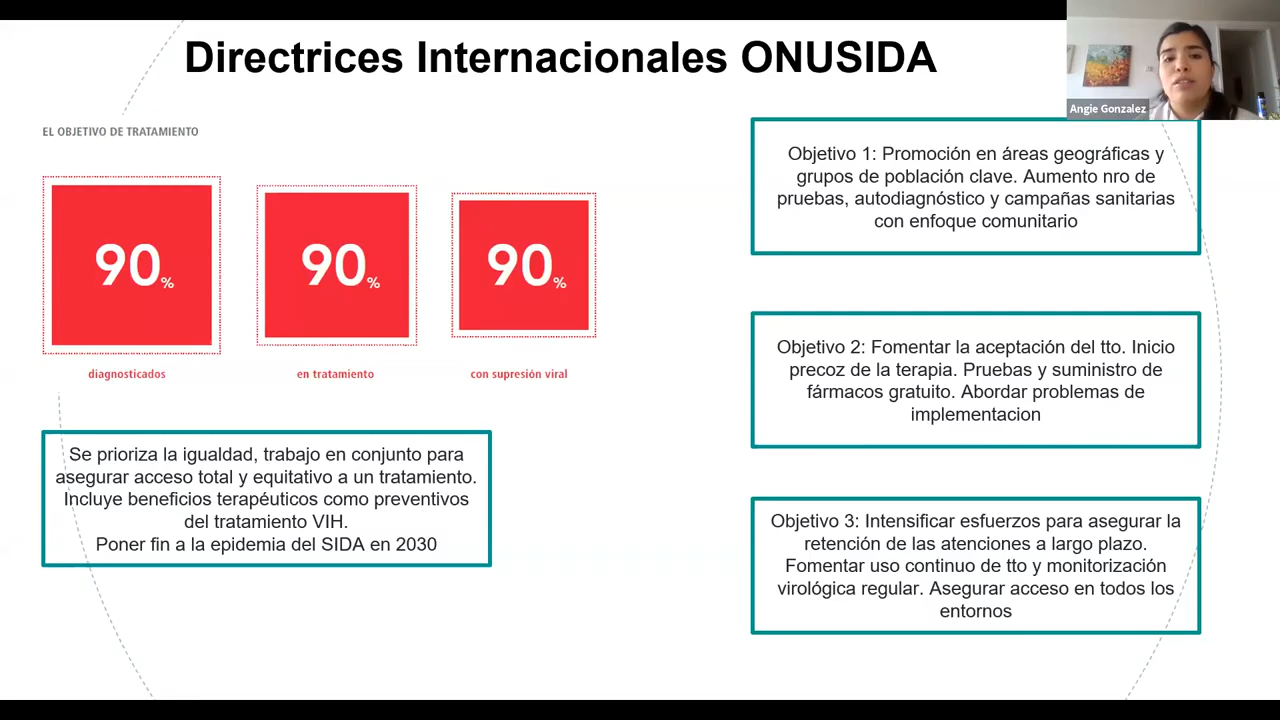 Directrices Internacionales ONUSIDA
Angie Gonzalez
EL OBJETIVO DE TRATAMIENTO
90%
90%
90%
diagnosticados
en tratamiento
con supresión viral
Se prioriza la igualdad, trabajo en conjunto para
asegurar acceso total y equitativo a un tratamiento.
Incluye beneficios terapéuticos como preventivos
del tratamiento VIH.
Poner fin a la epidemia del SIDA en 2030
Objetivo 1: Promoción en áreas geográficas y
grupos de población clave. Aumento nro de
pruebas, autodiagnóstico y campañas sanitarias
con enfoque comunitario
Objetivo 2: Fomentar la aceptación del tto. Inicio
precoz de la terapia. Pruebas y suministro de
fármacos gratuito. Abordar problemas de
implementacion
Objetivo 3: Intensificar esfuerzos para asegurar la
retención de las atenciones a largo plazo.
Fomentar uso continuo de tto y monitorización
virológica regular. Asegurar acceso en todos los
entornos